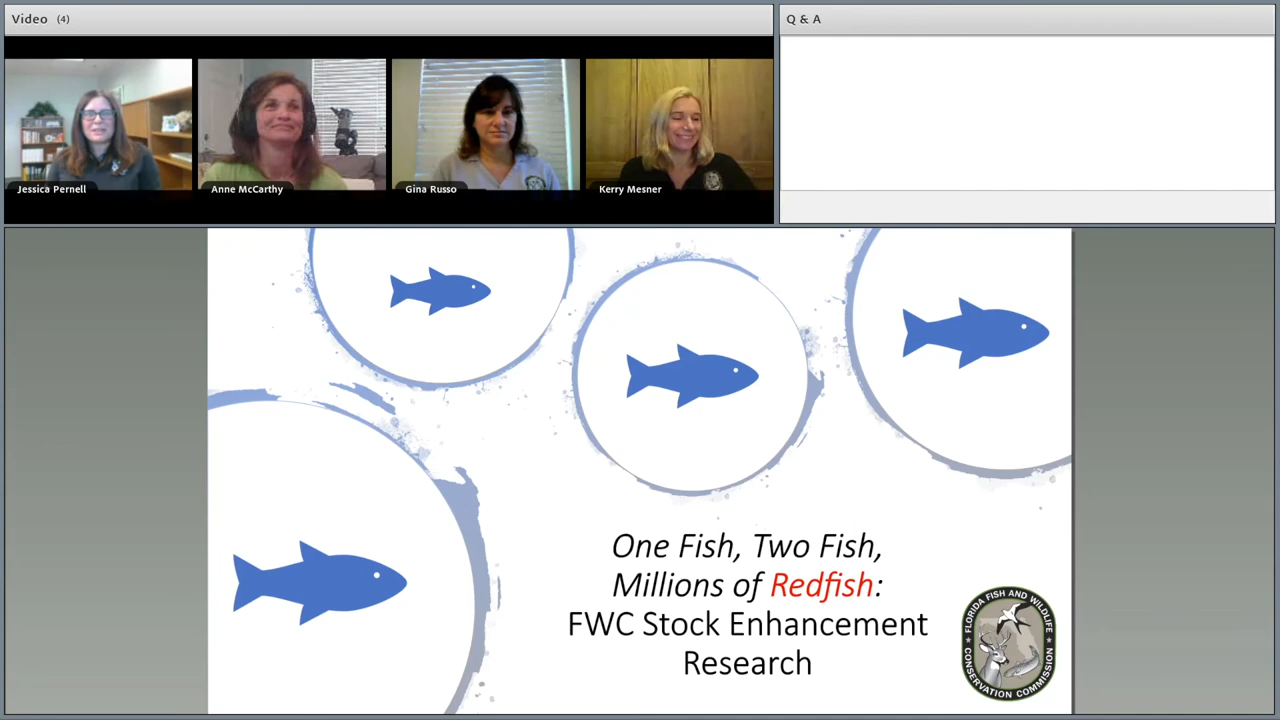 Video (4)
Q & A
Jessica Pernell
Anne McCarthy
Gina Russo
Kerry Mesner
One Fish, Two Fish,
Millions of Redfish:
FWC Stock Enhancement
Research
FLORIDA FISH AND WILDLIFE
CONSERVATION COMMISSION